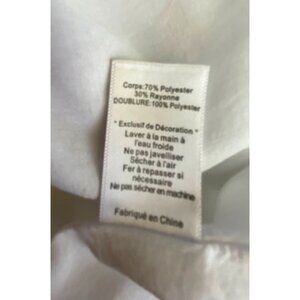 Corps:70% Polyester
30% Rayonne
DOUBLURE:100% Polyester
* Exclusif de Décoration *
Laver à la main à
l'eau froide
Ne pas javelliser
Sécher à l'air
Fer à repasser si
nécessaire
Ne pas sécher en machine
Fabriqué en Chine